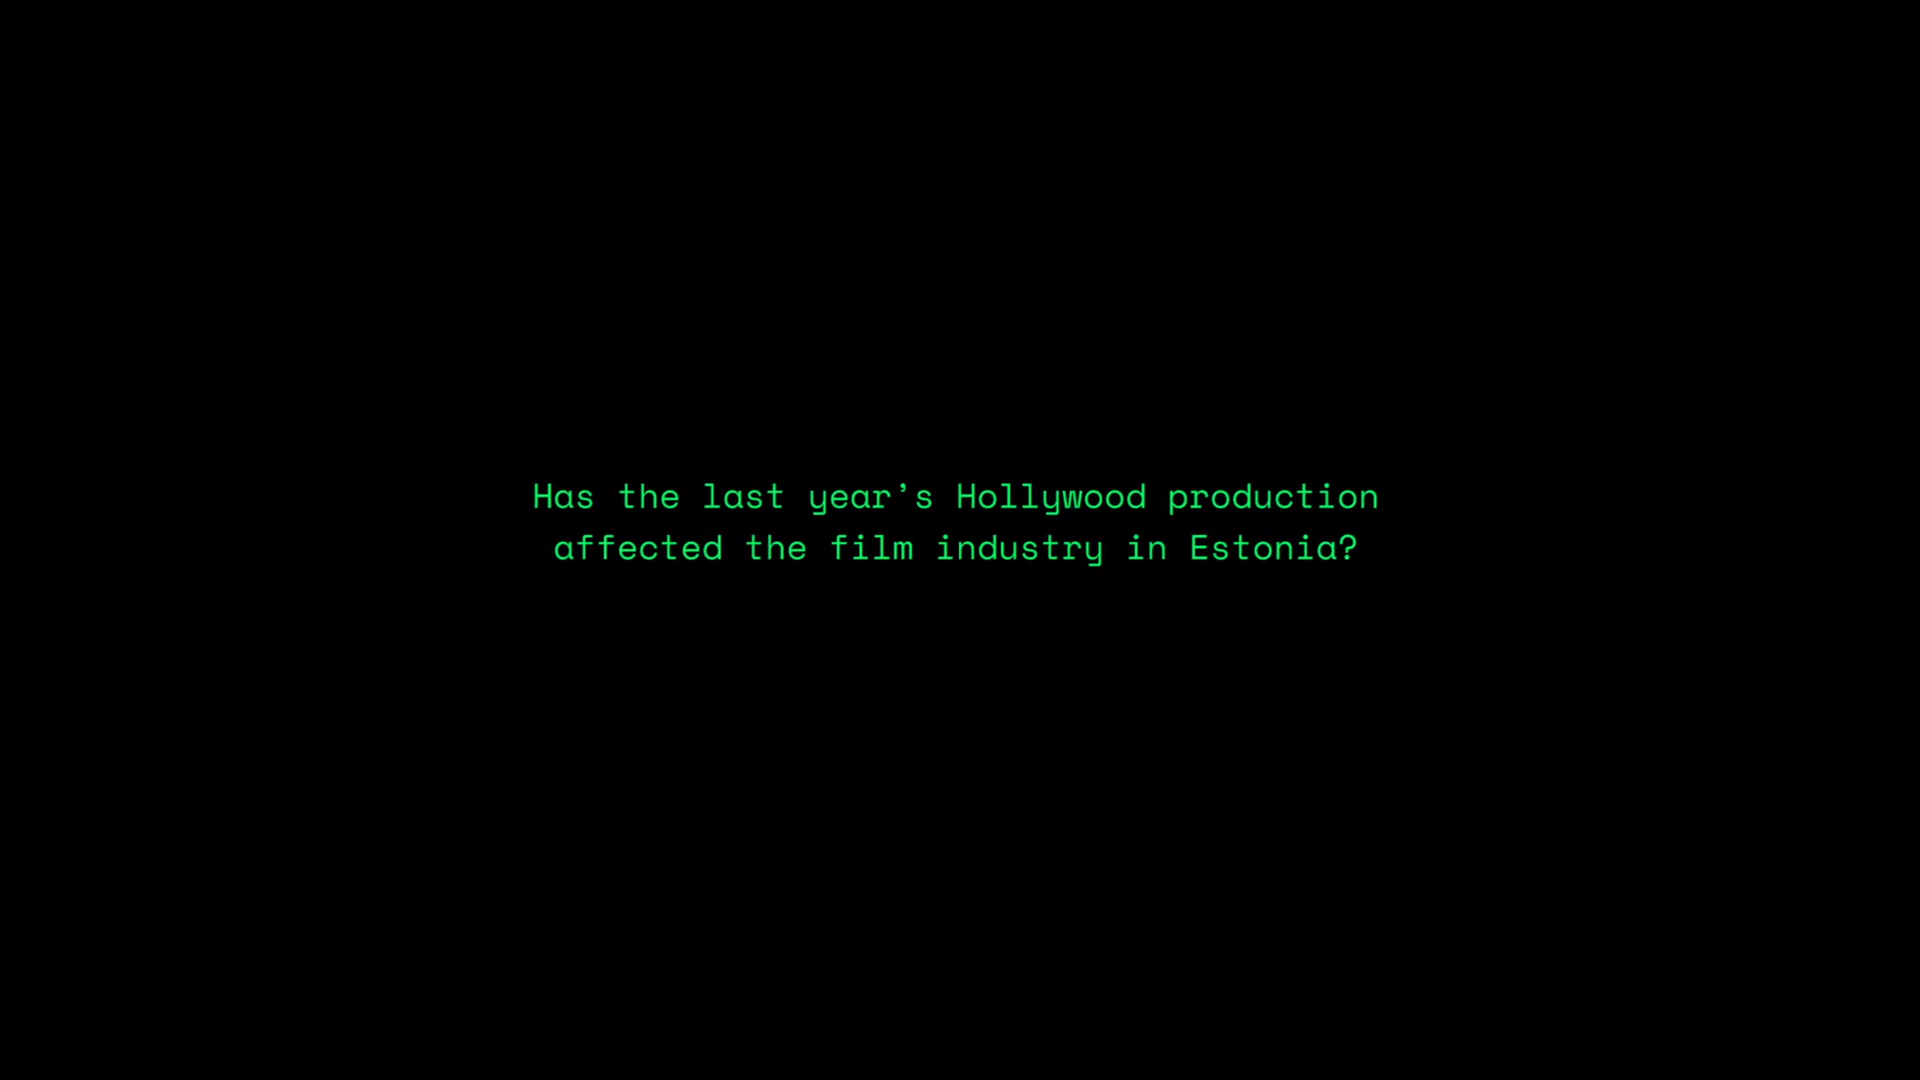 Has the last year’s Hollywood production
affected the film industry in Estonia?